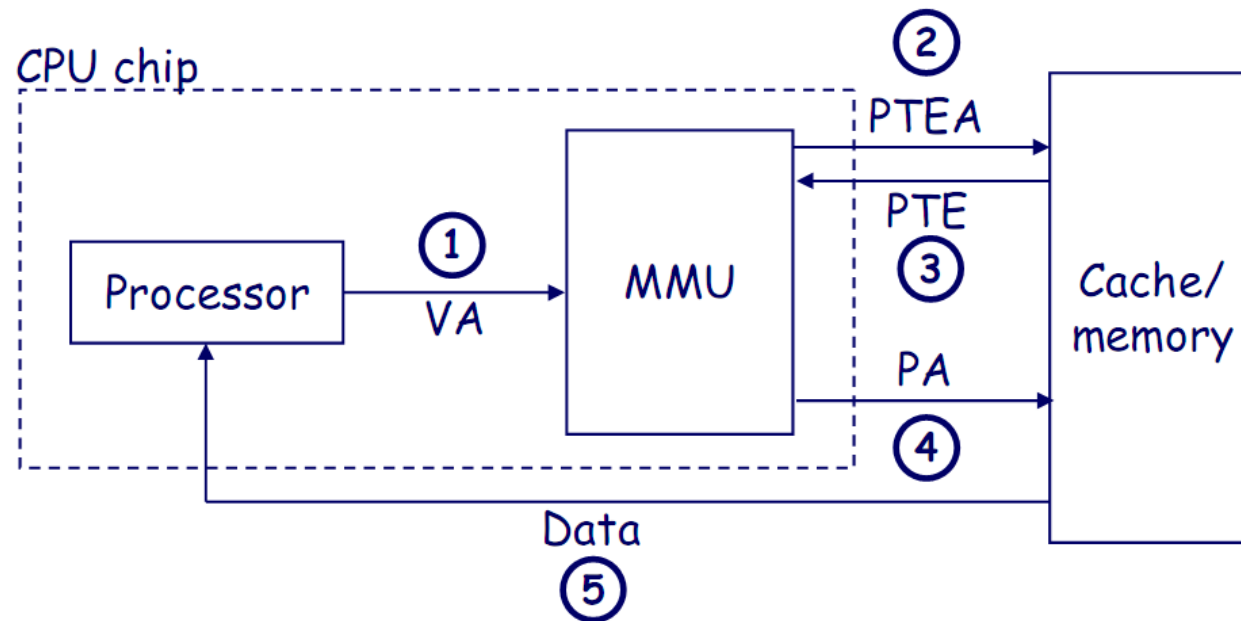 CPU chip
2
PTEA
PTE
3
1
VA
Processor
MMU
Cache/
memory
PA
4
Data
5